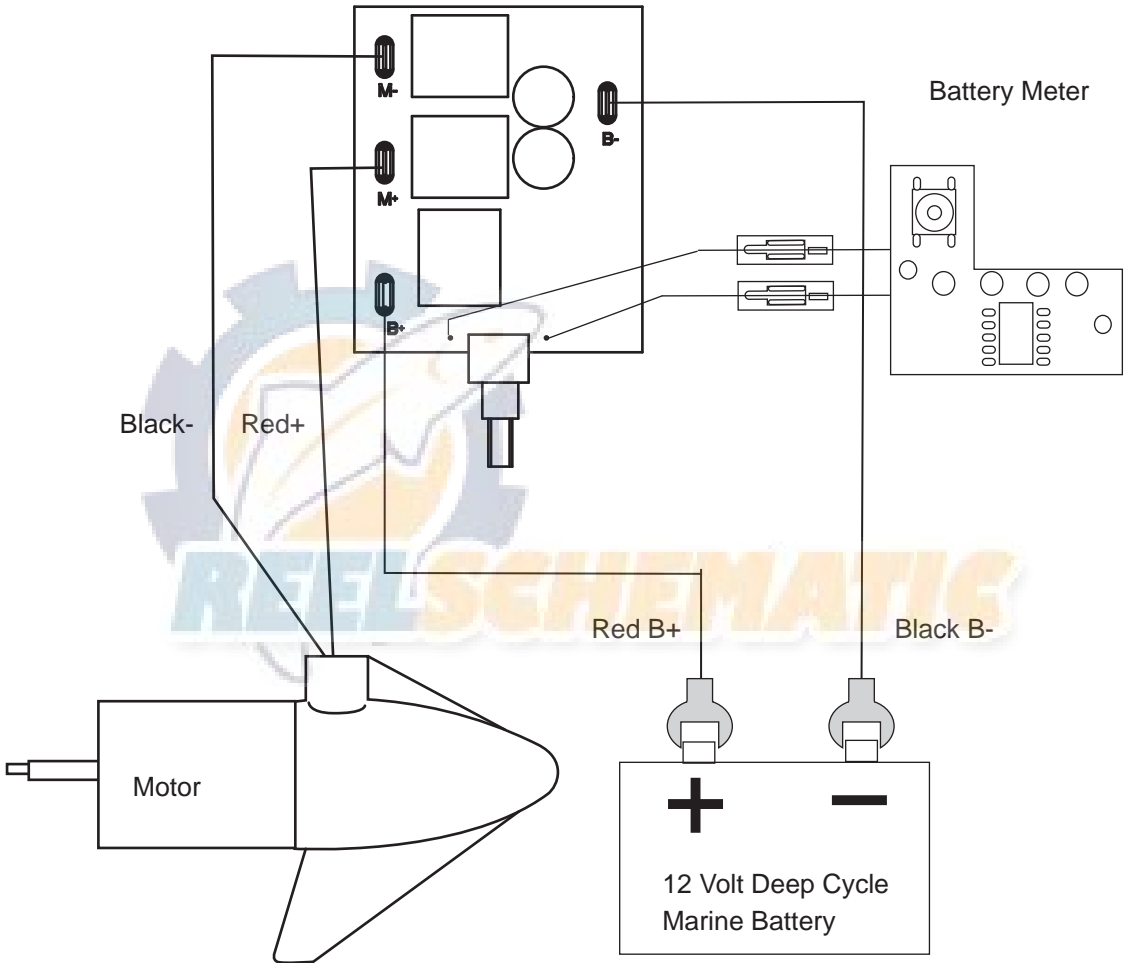 M-
B-
Battery Meter
M+
B+
Black-
Red+
REELSCHEMATIC
Red B+
Black B-
Motor
+
−
12 Volt Deep Cycle
Marine Battery